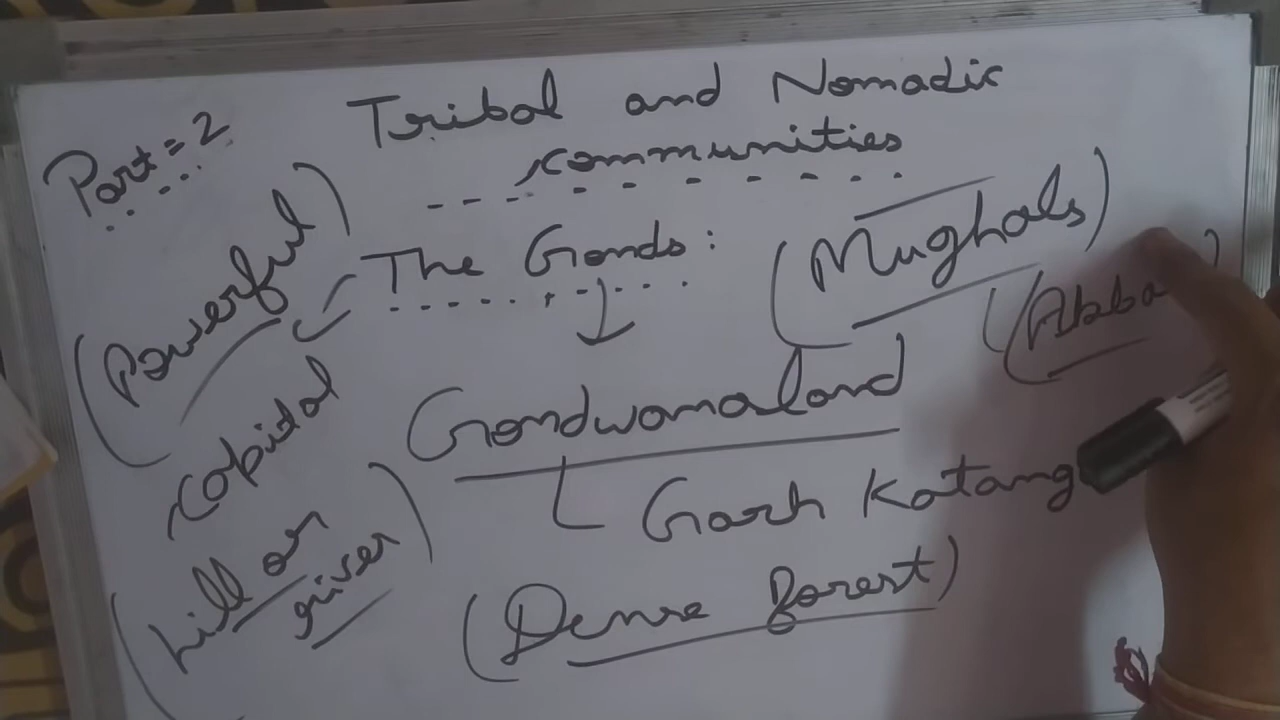 Part = 2
Tribal and Nomadic
communities
The Gonds :
(Mughals)
(Powerful)
(Akba
Gondwanaland
capital
Garh Katang
hill or
river
(Dense forest)